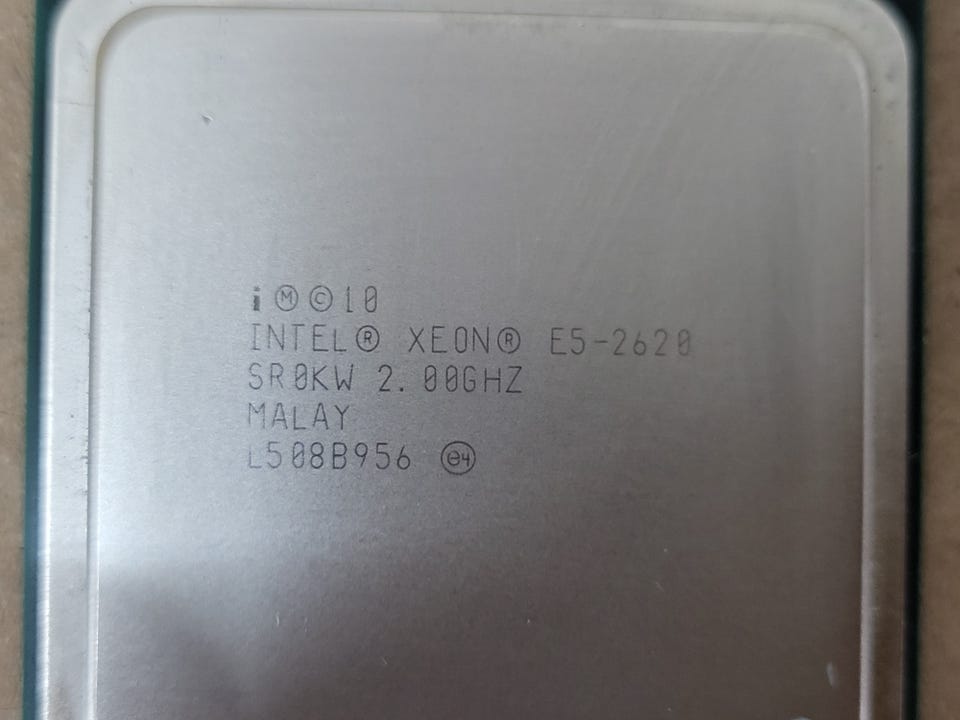 i Ⓜ©10
INTEL® XEON® E5-2620
SR0KW 2.00GHZ
MALAY
L508B956 e4